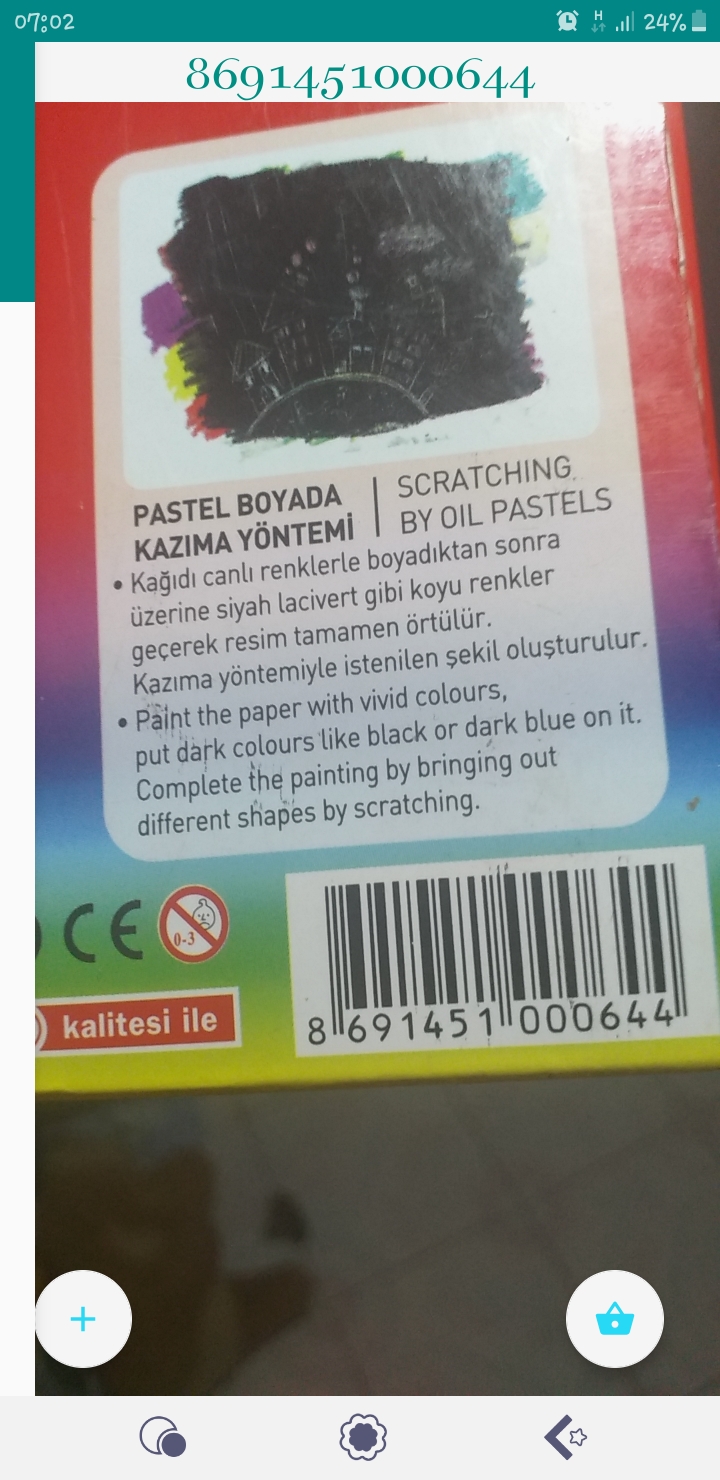 07:02
H
24%
8691451000644
PASTEL BOYADA
KAZIMA YÖNTEMİ
SCRATCHING
BY OIL PASTELS
• Kağıdı canlı renklerle boyadıktan sonra
üzerine siyah lacivert gibi koyu renkler
geçerek resim tamamen örtülür.
Kazıma yöntemiyle istenilen şekil oluşturulur.
• Paint the paper with vivid colours,
put dark colours like black or dark blue on it.
Complete the painting by bringing out
different shapes by scratching.
CE
0-3
kalitesi ile
8 691451 000644